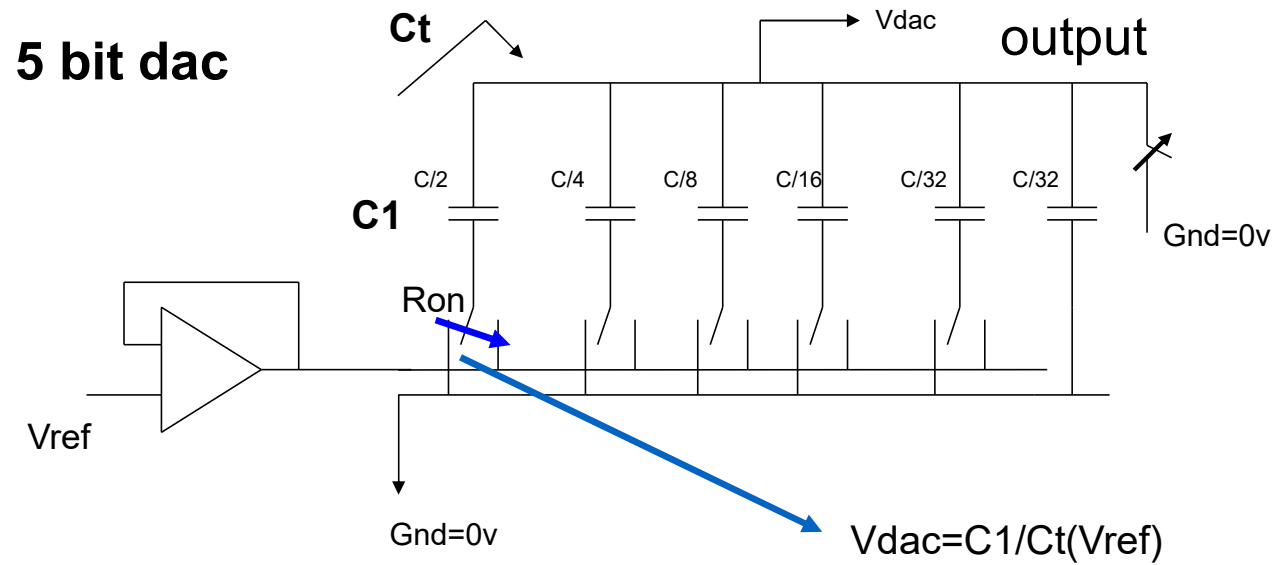 5 bit dac
Ct
Vdac
output
C/2
C/4
C/8
C/16
C/32
C/32
C1
Gnd=0v
Ron
Vref
Gnd=0v
Vdac=C1/Ct(Vref)